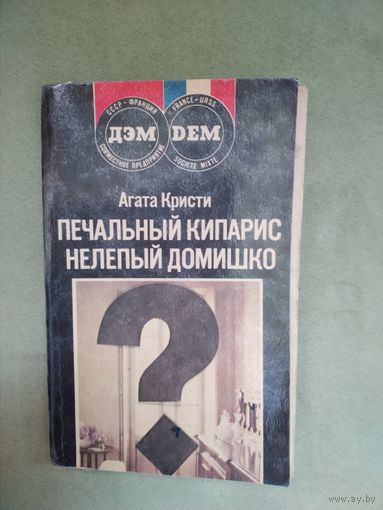 СССР - ФРАНЦИЯ
ДЭМ
СОВМЕСТНОЕ ПРЕДПРИЯТИЕ
FRANCE - URSS
DEM
SOCIETE MIXTE
Агата Кристи
ПЕЧАЛЬНЫЙ КИПАРИС
НЕЛЕПЫЙ ДОМИШКО
?
www.ay.by